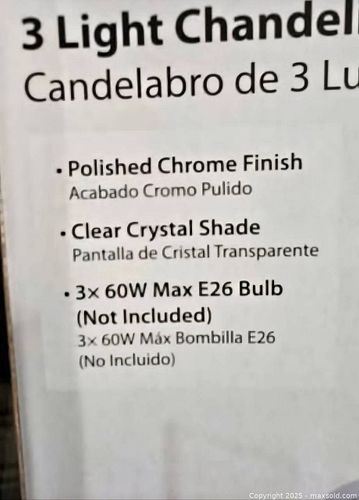 3 Light Chandel
Candelabro de 3 Lu
• Polished Chrome Finish
Acabado Cromo Pulido
• Clear Crystal Shade
Pantalla de Cristal Transparente
• 3× 60W Max E26 Bulb
(Not Included)
3× 60W Máx Bombilla E26
(No Incluido)
Copyright 2025 - maxsold.com